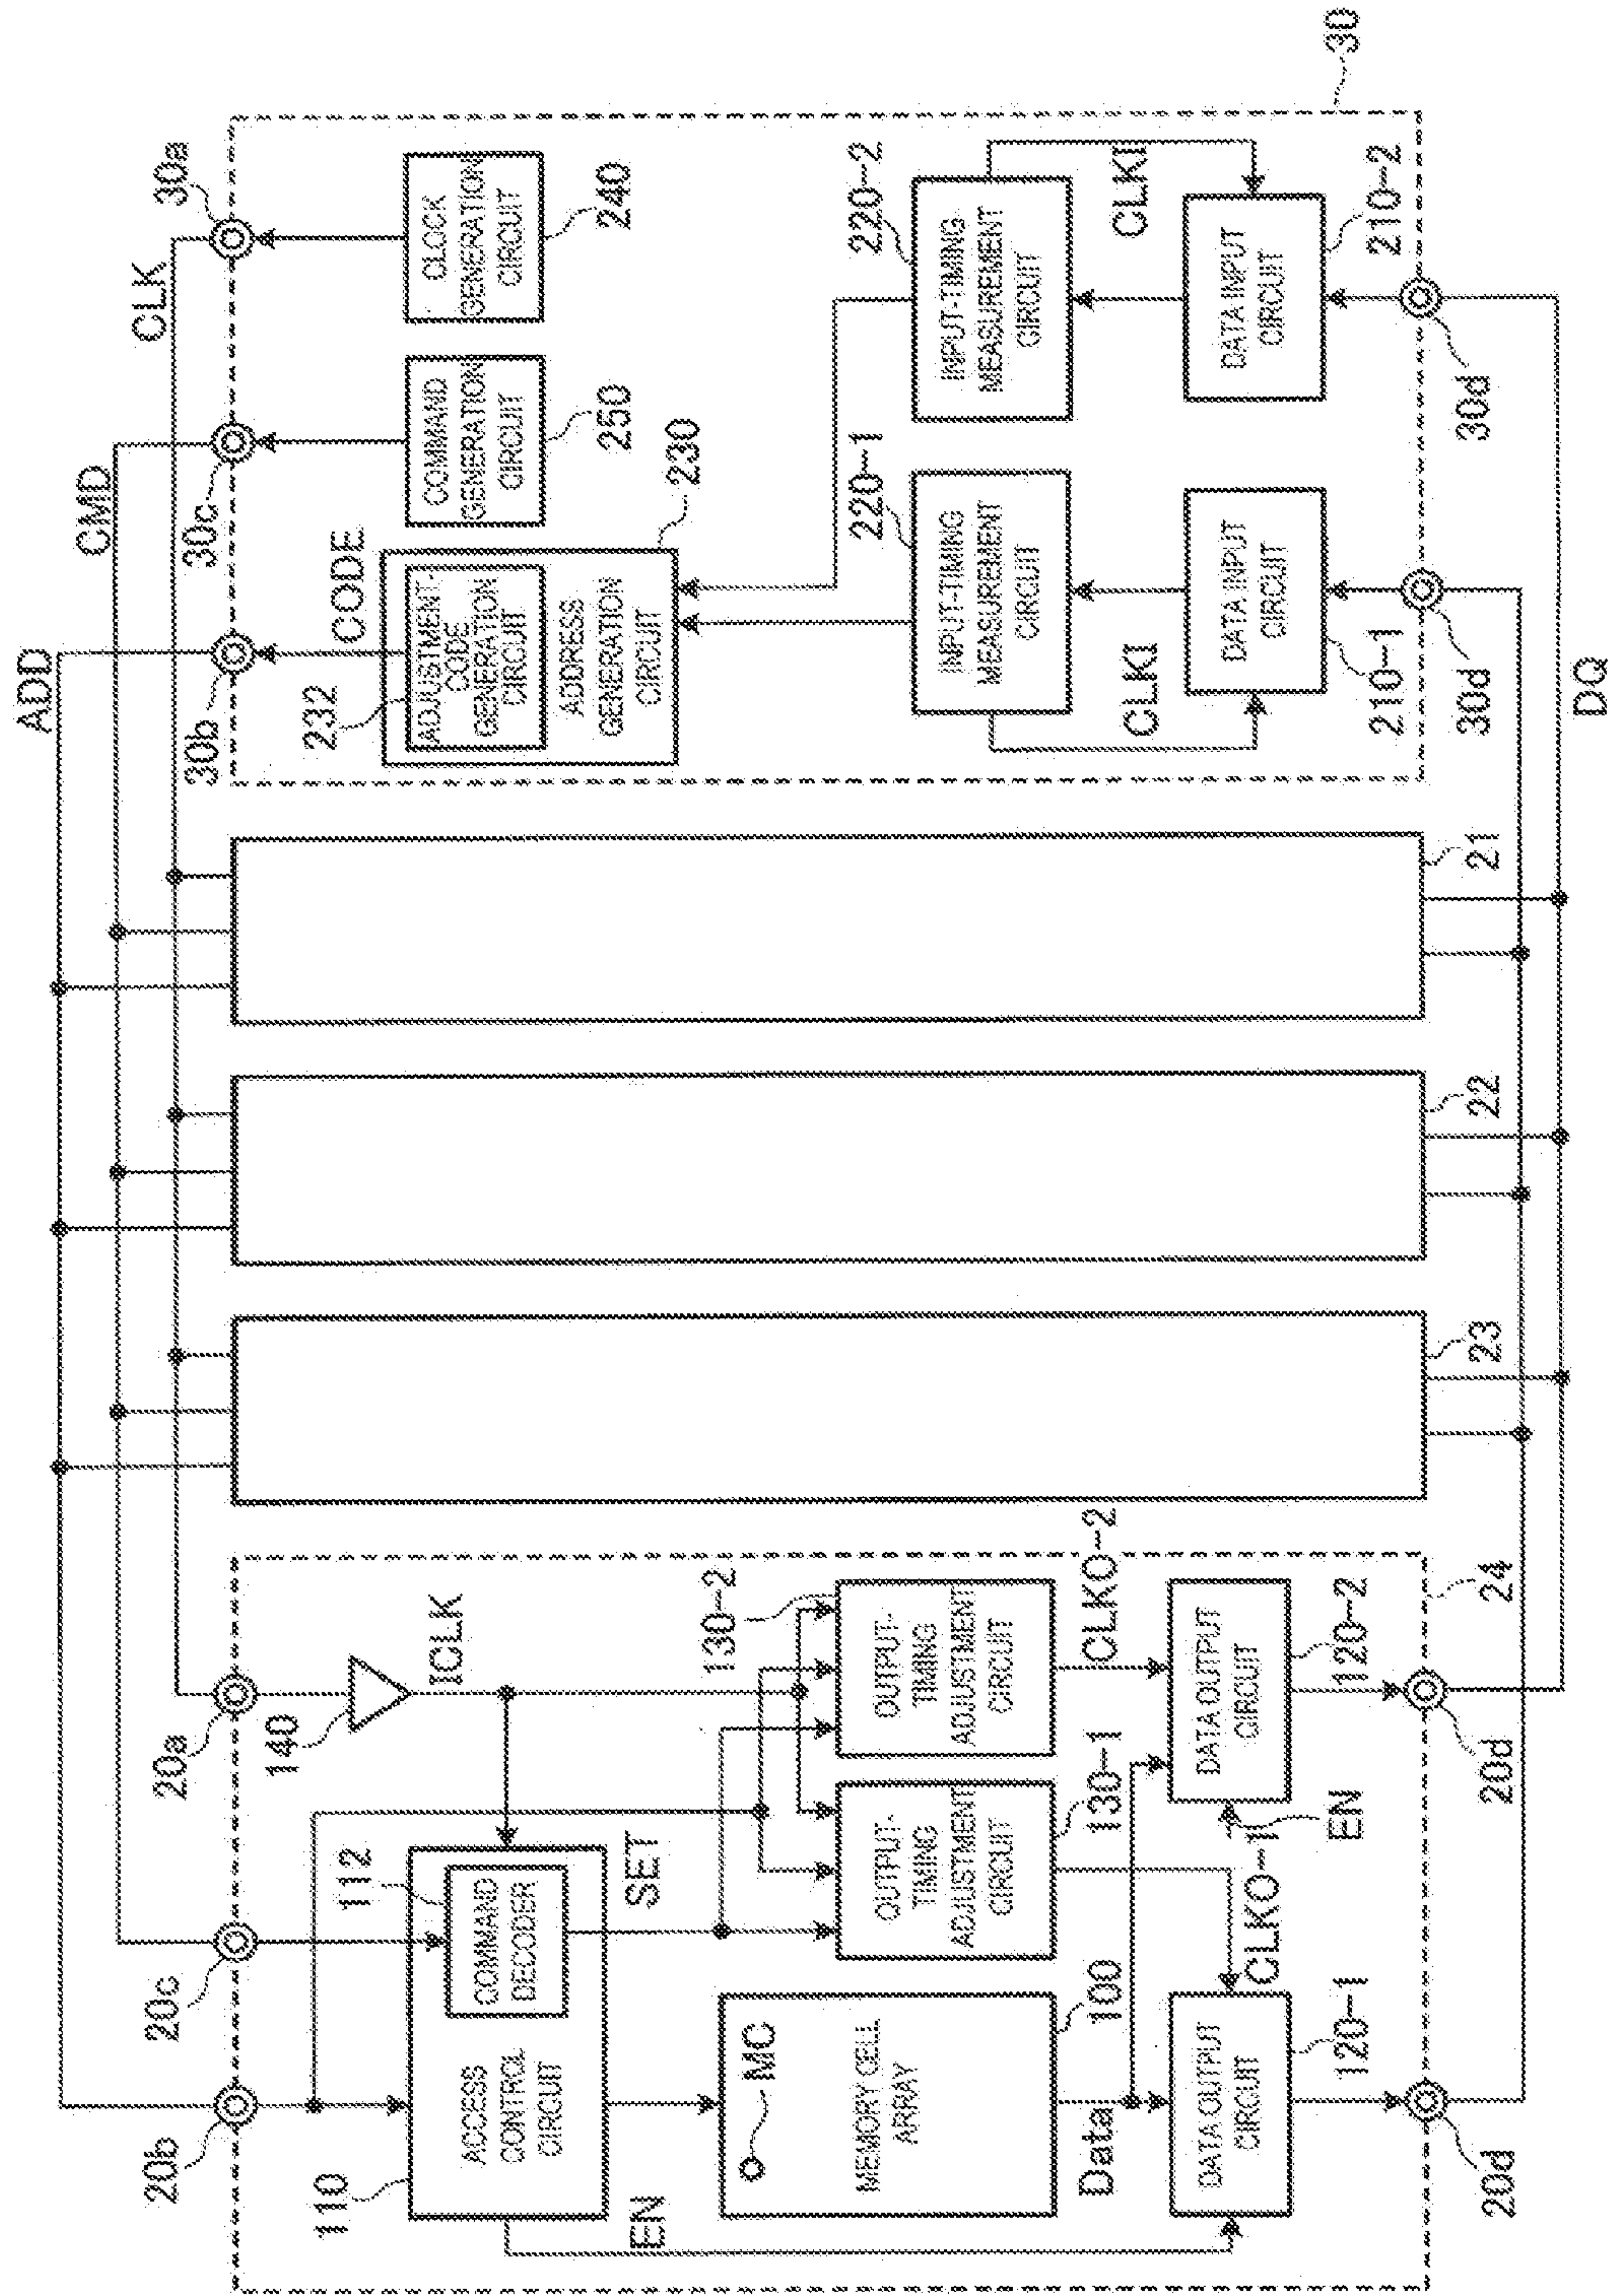 ADD
CMD
CLK
20b
20c
20a
30b
30c
30a
30
110
ACCESS
CONTROL
CIRCUIT
112
COMMAND
DECODER
140
ICLK
EN
SET
MC
MEMORY CELL
ARRAY
100
130-2
OUTPUT-
TIMING
ADJUSTMENT
CIRCUIT
OUTPUT-
TIMING
ADJUSTMENT
CIRCUIT
130-1
Data
CLKO-2
CLKO-1
DATA OUTPUT
CIRCUIT
120-1
DATA OUTPUT
CIRCUIT
120-2
EN
20d
20d
24
23
22
21
232
CODE
ADJUSTMENT-
CODE
GENERATION
CIRCUIT
ADDRESS
GENERATION
CIRCUIT
230
COMMAND
GENERATION
CIRCUIT
250
CLOCK
GENERATION
CIRCUIT
240
220-1
INPUT-TIMING
MEASUREMENT
CIRCUIT
220-2
INPUT-TIMING
MEASUREMENT
CIRCUIT
CLKI
CLKI
DATA INPUT
CIRCUIT
210-1
DATA INPUT
CIRCUIT
210-2
30d
30d
DQ